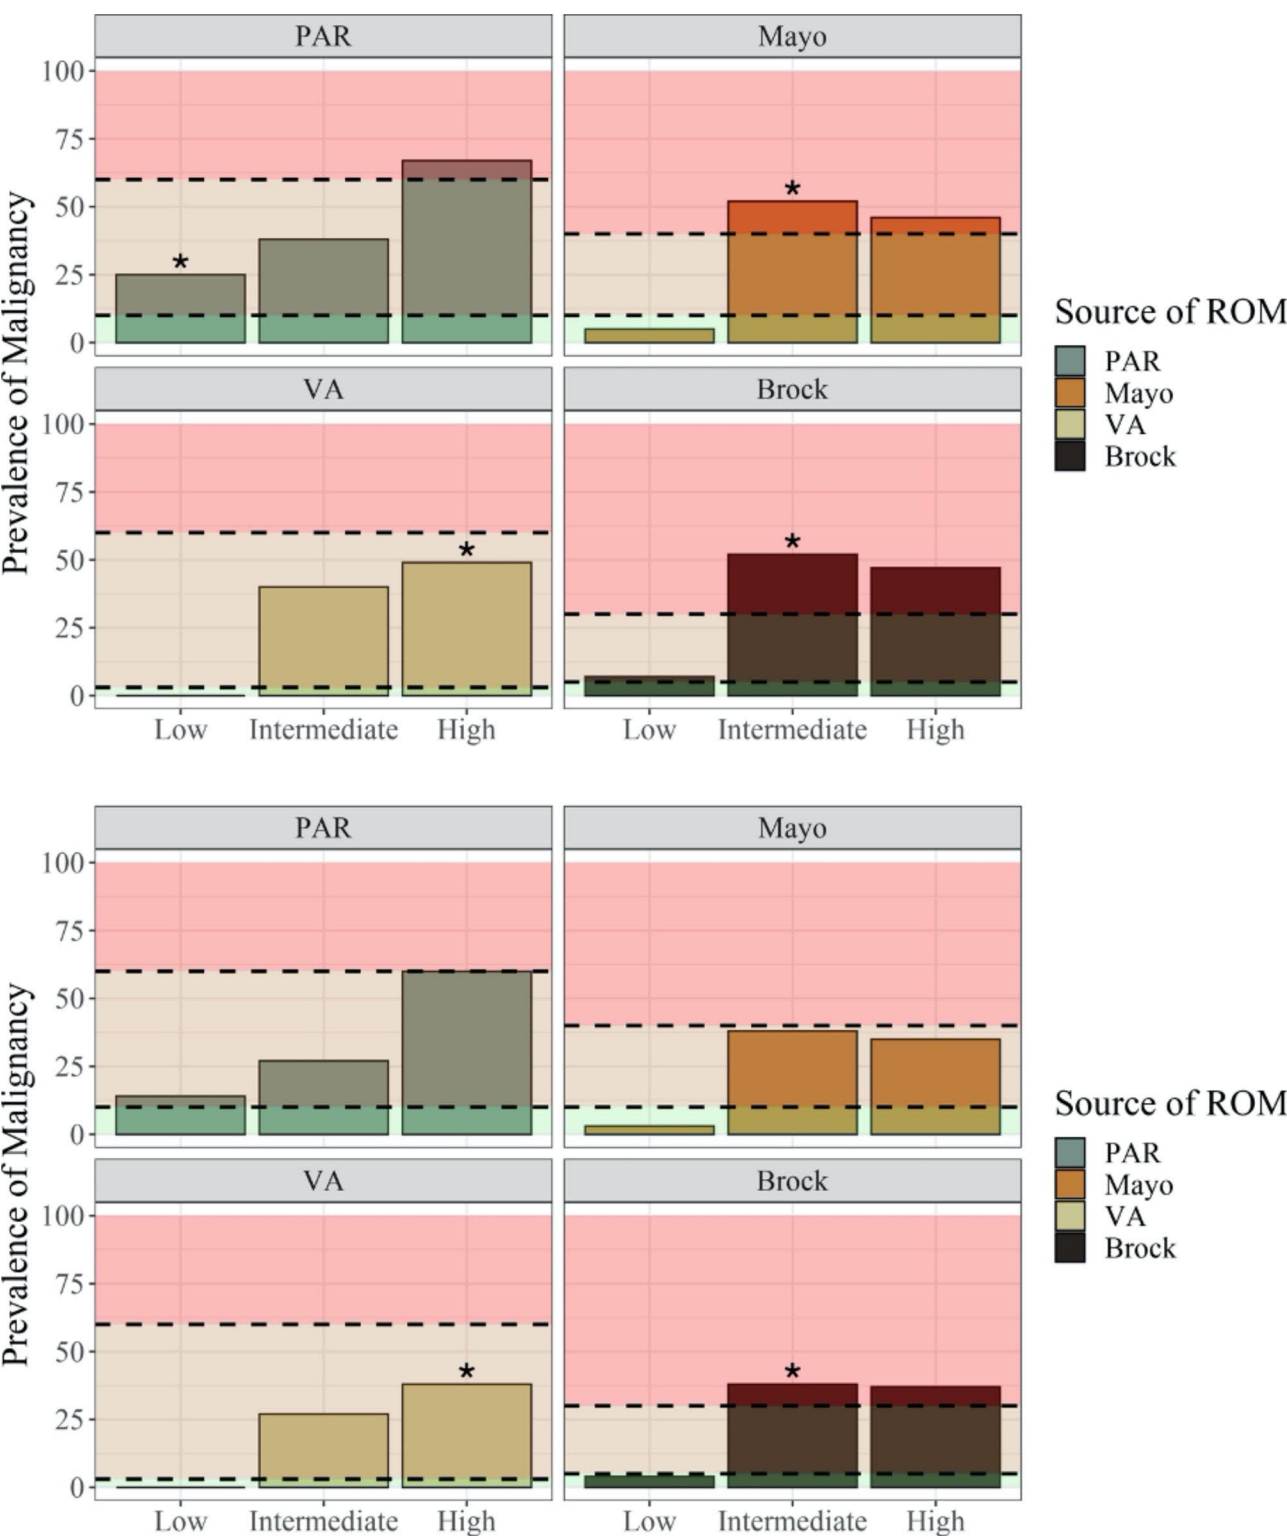 PAR Mayo
100
75
50
25
0
*
*
VA Brock
100
75
50
25
0
*
*
Low Intermediate High Low Intermediate High
Prevalence of Malignancy
Source of ROM
PAR
Mayo
VA
Brock
PAR Mayo
100
75
50
25
0
VA Brock
100
75
50
25
0
*
*
Low Intermediate High Low Intermediate High
Prevalence of Malignancy
Source of ROM
PAR
Mayo
VA
Brock